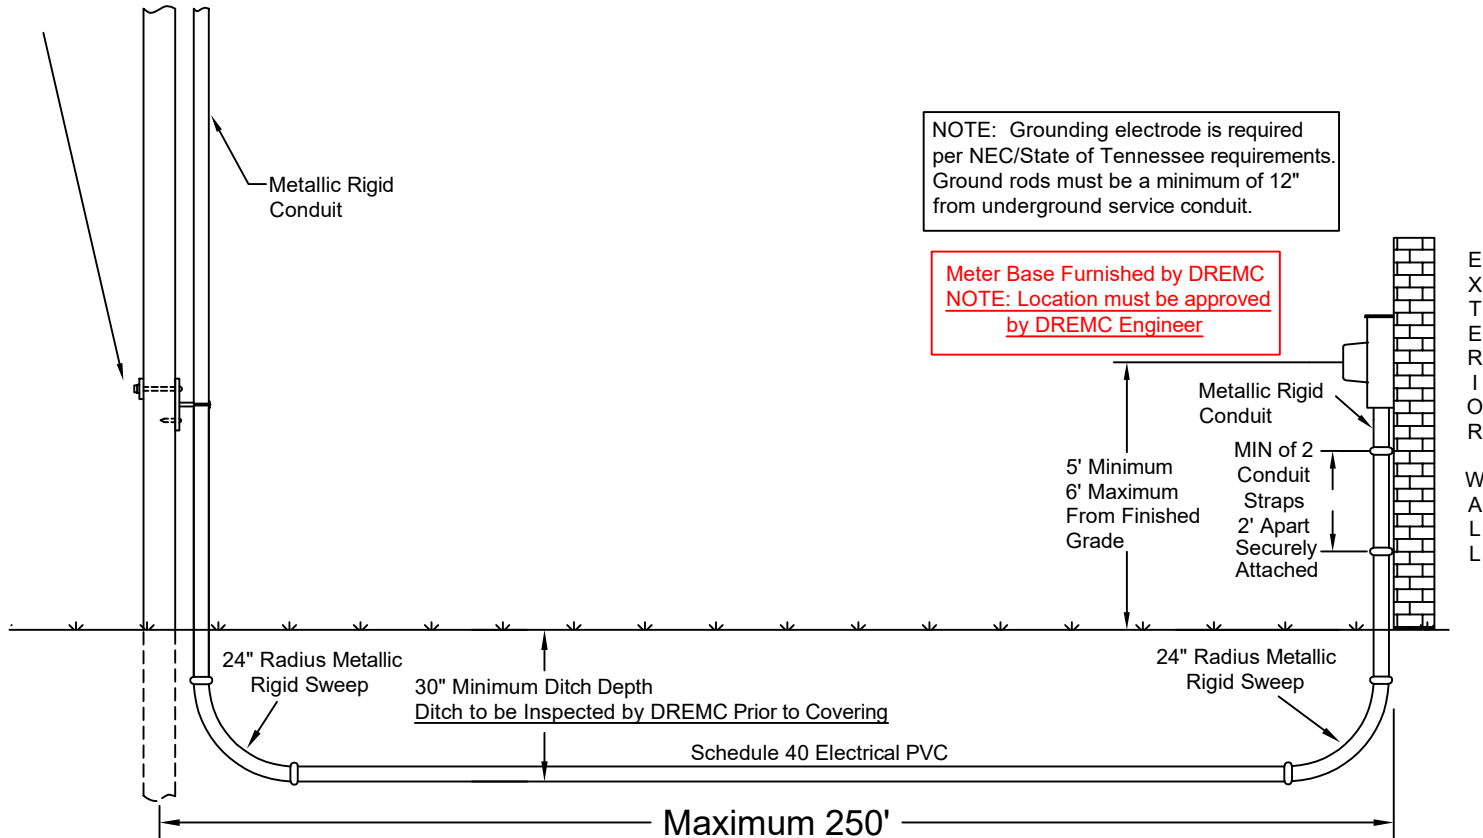 Metallic Rigid
Conduit
NOTE: Grounding electrode is required
per NEC/State of Tennessee requirements.
Ground rods must be a minimum of 12"
from underground service conduit.
Meter Base Furnished by DREMC
NOTE: Location must be approved
by DREMC Engineer
EXTERIOR WALL
Metallic Rigid
Conduit
MIN of 2
Conduit
Straps
2' Apart
Securely
Attached
5' Minimum
6' Maximum
From Finished
Grade
24" Radius Metallic
Rigid Sweep
30" Minimum Ditch Depth
Ditch to be Inspected by DREMC Prior to Covering
24" Radius Metallic
Rigid Sweep
Schedule 40 Electrical PVC
Maximum 250'